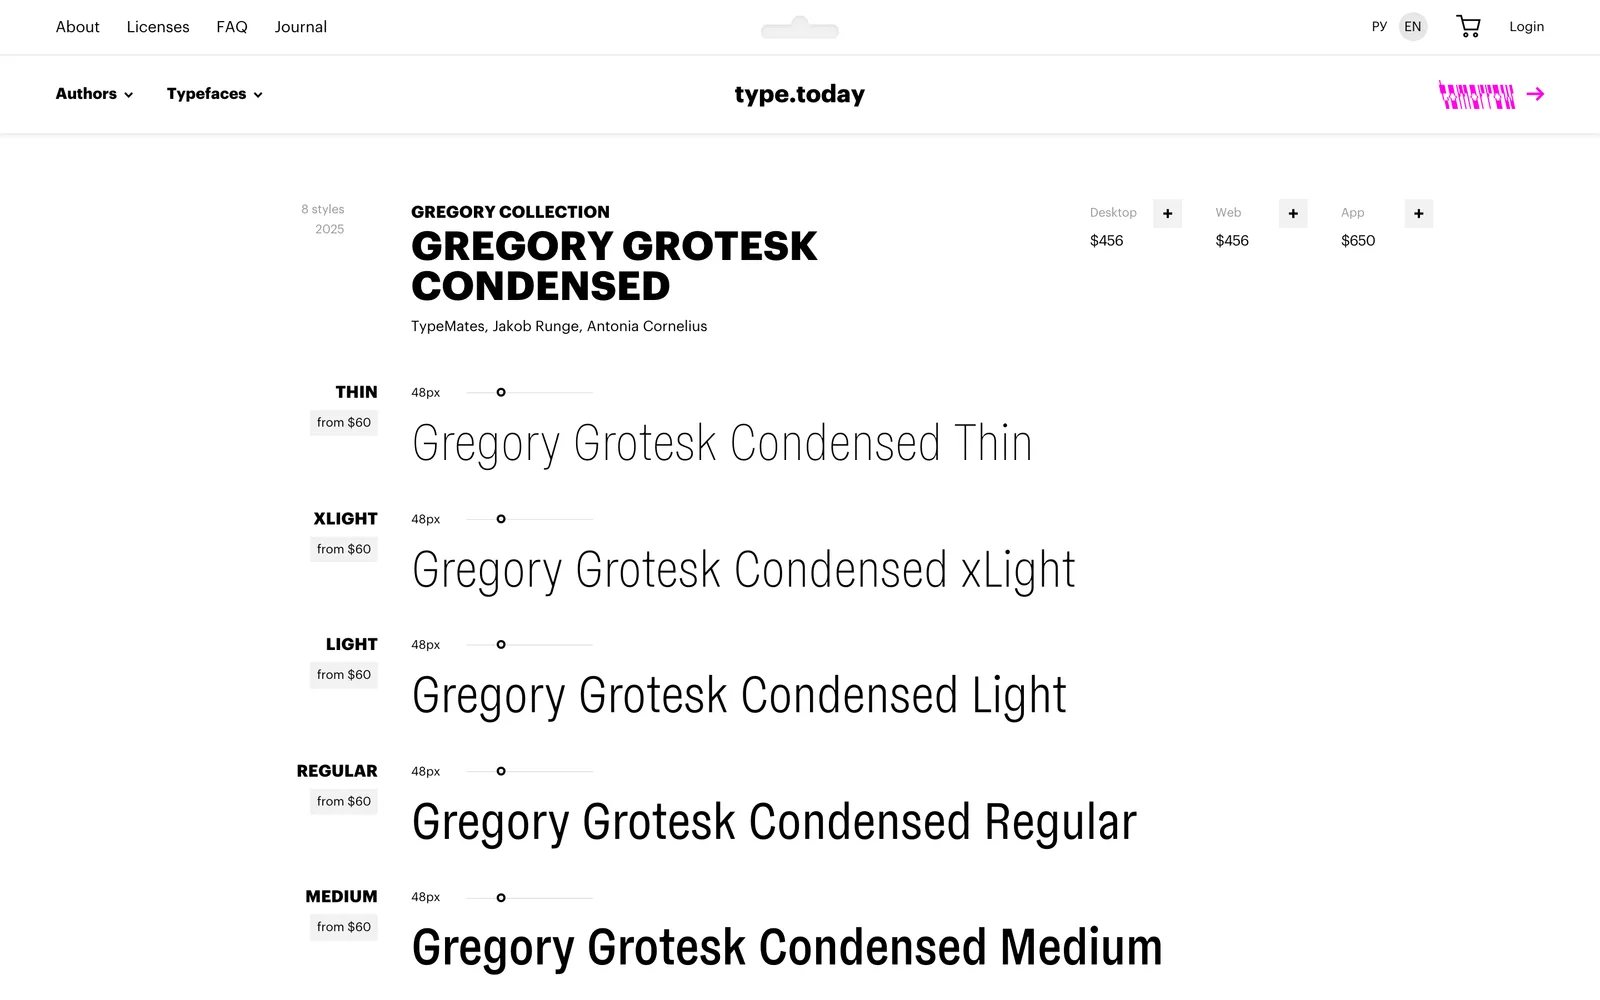 About Licenses FAQ Journal
РУ EN Login
Authors Typefaces
type.today
tomorrow
8 styles
2025
GREGORY COLLECTION
GREGORY GROTESK
CONDENSED
TypeMates, Jakob Runge, Antonia Cornelius
Desktop Web App
$456 $456 $650
THIN 48px
from $60
Gregory Grotesk Condensed Thin
XLIGHT 48px
from $60
Gregory Grotesk Condensed xLight
LIGHT 48px
from $60
Gregory Grotesk Condensed Light
REGULAR 48px
from $60
Gregory Grotesk Condensed Regular
MEDIUM 48px
from $60
Gregory Grotesk Condensed Medium